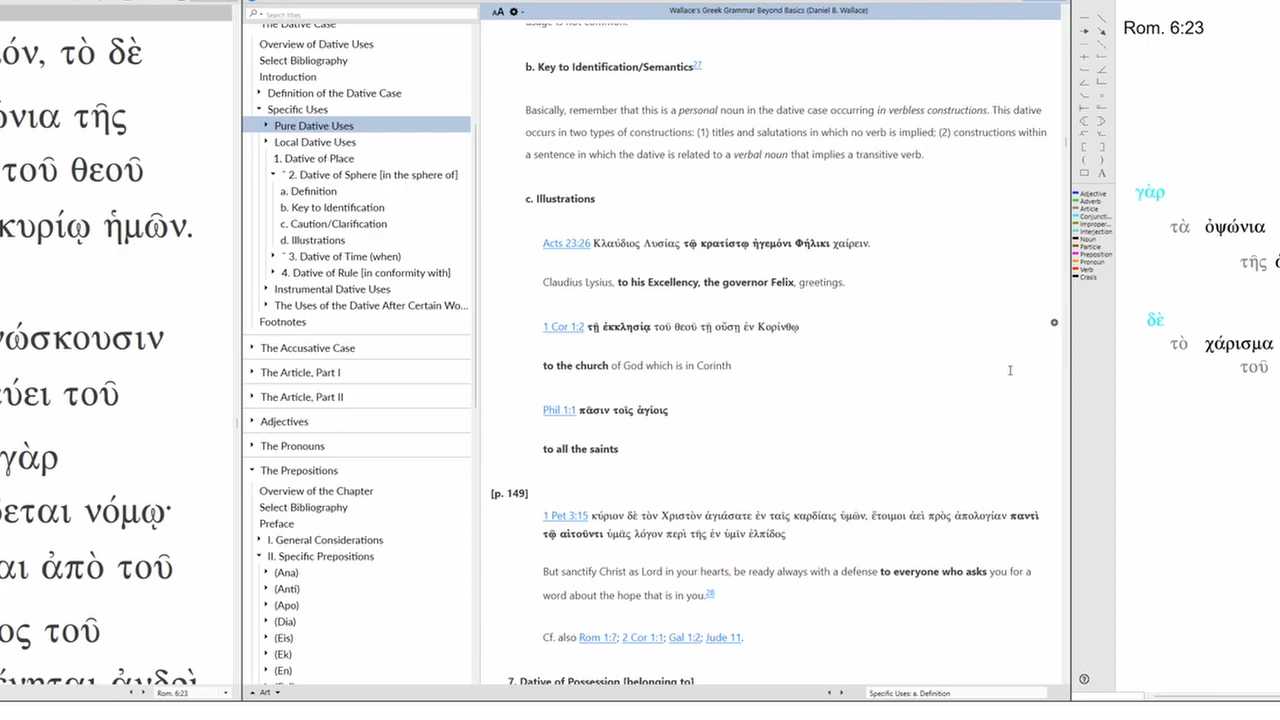 όν, τὸ δὲ
ώνια τῆς
τοῦ θεοῦ
κυρίῳ ἡμῶν.
νώσκουσιν
εύει τοῦ
γὰρ
δεται νόμῳ·
αι ἀπὸ τοῦ
ος τοῦ
Rom. 6:23
Search titles
The Dative Case
Overview of Dative Uses
Select Bibliography
Introduction
Definition of the Dative Case
Specific Uses
Pure Dative Uses
Local Dative Uses
1. Dative of Place
2. Dative of Sphere [in the sphere of]
a. Definition
b. Key to Identification
c. Caution/Clarification
d. Illustrations
3. Dative of Time (when)
4. Dative of Rule [in conformity with]
Instrumental Dative Uses
The Uses of the Dative After Certain Wo...
Footnotes
The Accusative Case
The Article, Part I
The Article, Part II
Adjectives
The Pronouns
The Prepositions
Overview of the Chapter
Select Bibliography
Preface
I. General Considerations
II. Specific Prepositions
(Ana)
(Anti)
(Apo)
(Dia)
(Eis)
(Ek)
(En)
Art
AA
Wallace's Greek Grammar Beyond Basics (Daniel B. Wallace)
usage is not common.
b. Key to Identification/Semantics27
Basically, remember that this is a personal noun in the dative case occurring in verbless constructions. This dative
occurs in two types of constructions: (1) titles and salutations in which no verb is implied; (2) constructions within
a sentence in which the dative is related to a verbal noun that implies a transitive verb.
c. Illustrations
Acts 23:26 Κλαύδιος Λυσίας τῷ κρατίστῳ ἡγεμόνι Φήλικι χαίρειν.
Claudius Lysius, to his Excellency, the governor Felix, greetings.
1 Cor 1:2 τῇ ἐκκλησίᾳ τοῦ θεοῦ τῇ οὔσῃ ἐν Κορίνθῳ
to the church of God which is in Corinth
Phil 1:1 πᾶσιν τοῖς ἁγίοις
to all the saints
[p. 149]
1 Pet 3:15 κύριον δὲ τὸν Χριστὸν ἁγιάσατε ἐν ταῖς καρδίαις ὑμῶν, ἕτοιμοι ἀεὶ πρὸς ἀπολογίαν παντὶ
τῷ αἰτοῦντι ὑμᾶς λόγον περὶ τῆς ἐν ὑμῖν ἐλπίδος
But sanctify Christ as Lord in your hearts, be ready always with a defense to everyone who asks you for a
word about the hope that is in you.28
Cf. also Rom 1:7; 2 Cor 1:1; Gal 1:2; Jude 11.
7. Dative of Possession [belonging to]
Specific Uses: a. Definition
Adjective
Adverb
Article
Conjuncti...
Improper...
Interjection
Noun
Particle
Preposition
Pronoun
Verb
Crasis
Rom. 6:23
γὰρ
τὰ ὀψώνια
τῆς
δὲ
τὸ χάρισμα
τοῦ